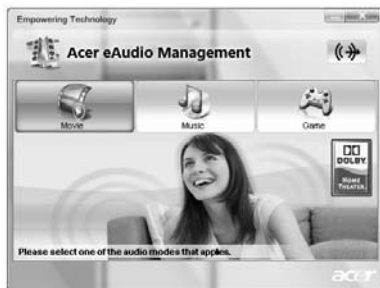 Empowering Technology
Acer eAudio Management
Movie
Music
Game
DOLBY
HOME
THEATER
Please select one of the audio modes that applies.
acer